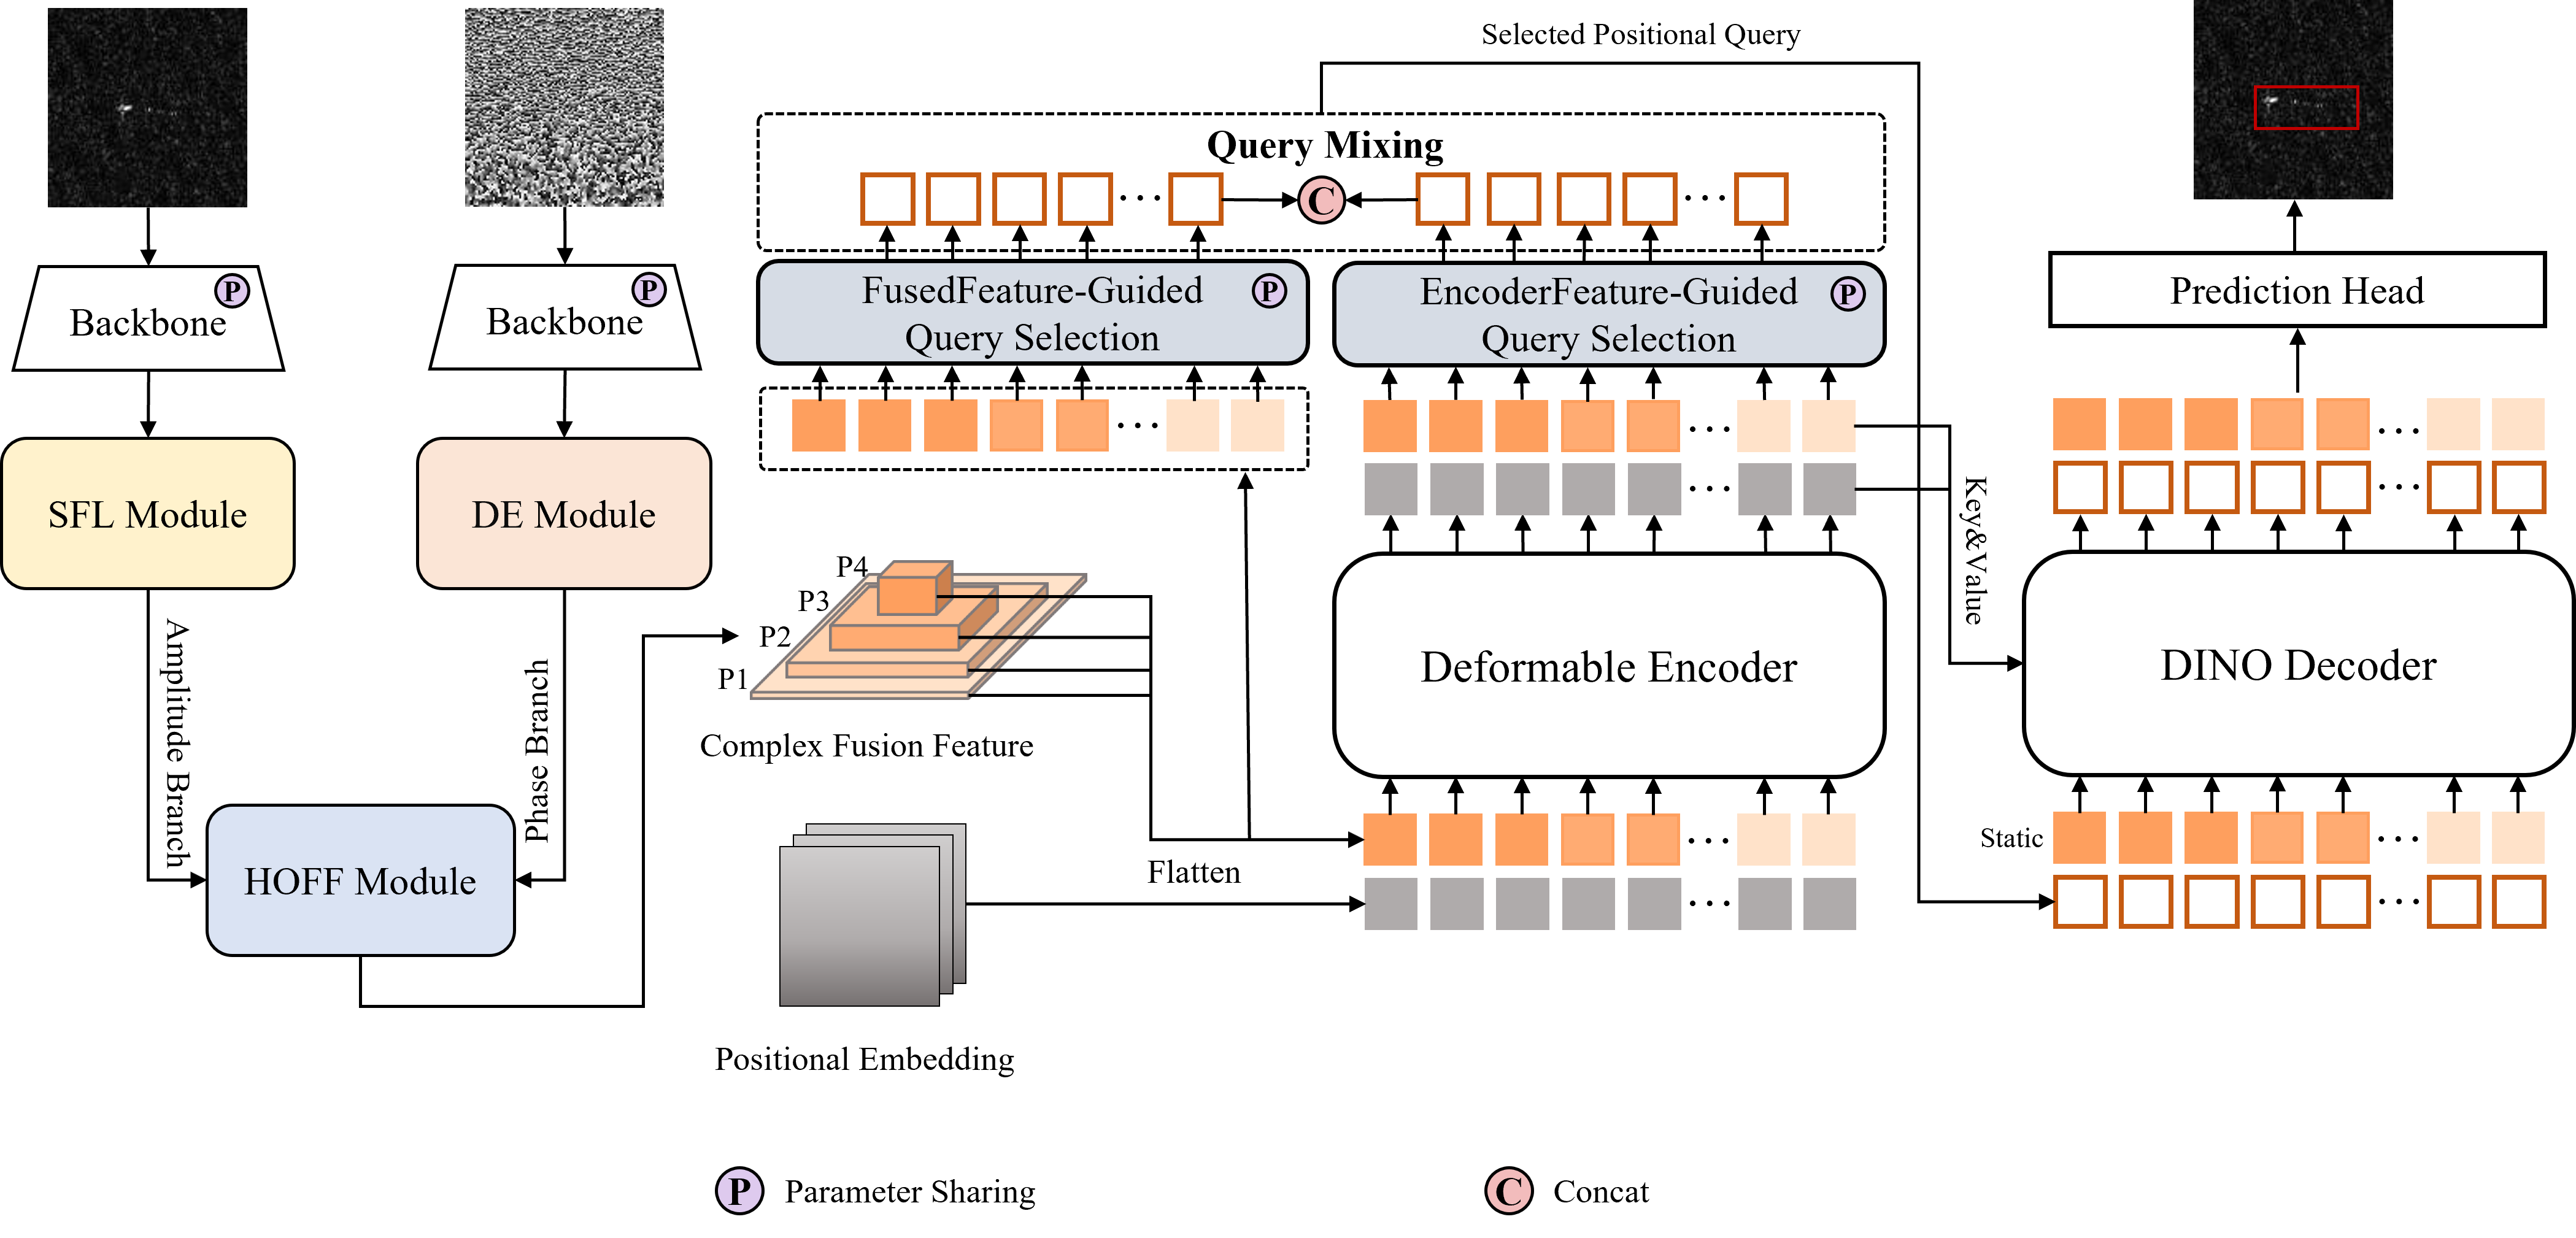 Selected Positional Query
Query Mixing
C
Backbone
P
Backbone
P
FusedFeature-Guided
Query Selection
P
EncoderFeature-Guided
Query Selection
P
Prediction Head
SFL Module
DE Module
Amplitude Branch
Phase Branch
HOFF Module
P4
P3
P2
P1
Complex Fusion Feature
Positional Embedding
Flatten
Deformable Encoder
Key&Value
DINO Decoder
Static
P Parameter Sharing
C Concat